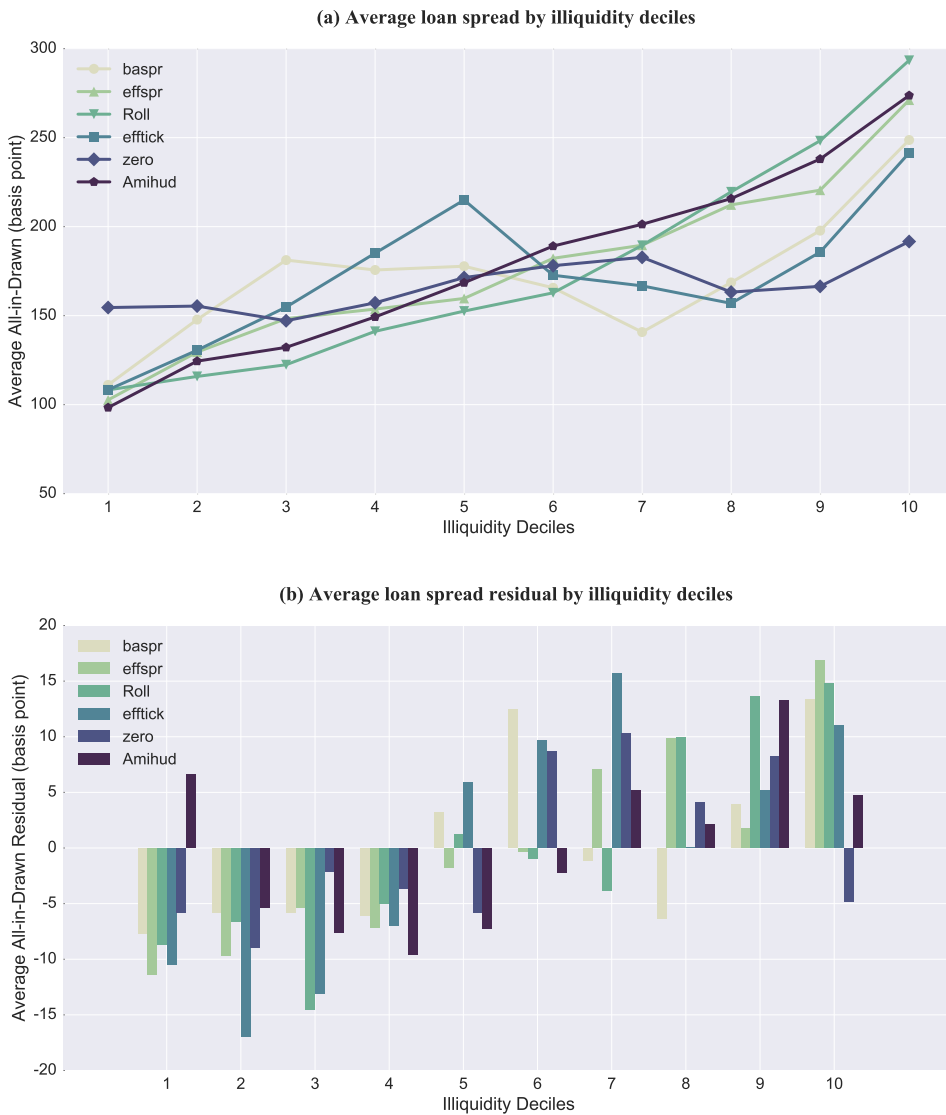 (a) Average loan spread by illiquidity deciles
300
250
200
150
100
50
Average All-in-Drawn (basis point)
baspr
effspr
Roll
efftick
zero
Amihud
1 2 3 4 5 6 7 8 9 10
Illiquidity Deciles
(b) Average loan spread residual by illiquidity deciles
20
15
10
5
0
-5
-10
-15
-20
Average All-in-Drawn Residual (basis point)
baspr
effspr
Roll
efftick
zero
Amihud
1 2 3 4 5 6 7 8 9 10
Illiquidity Deciles